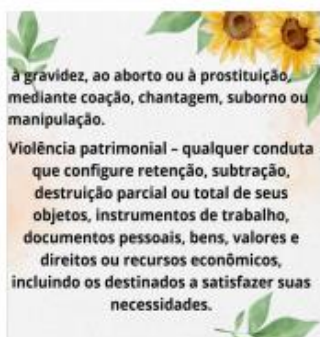 à gravidez, ao aborto ou à prostituição,
mediante coação, chantagem, suborno ou
manipulação.
Violência patrimonial – qualquer conduta
que configure retenção, subtração,
destruição parcial ou total de seus
objetos, instrumentos de trabalho,
documentos pessoais, bens, valores e
direitos ou recursos econômicos,
incluindo os destinados a satisfazer suas
necessidades.